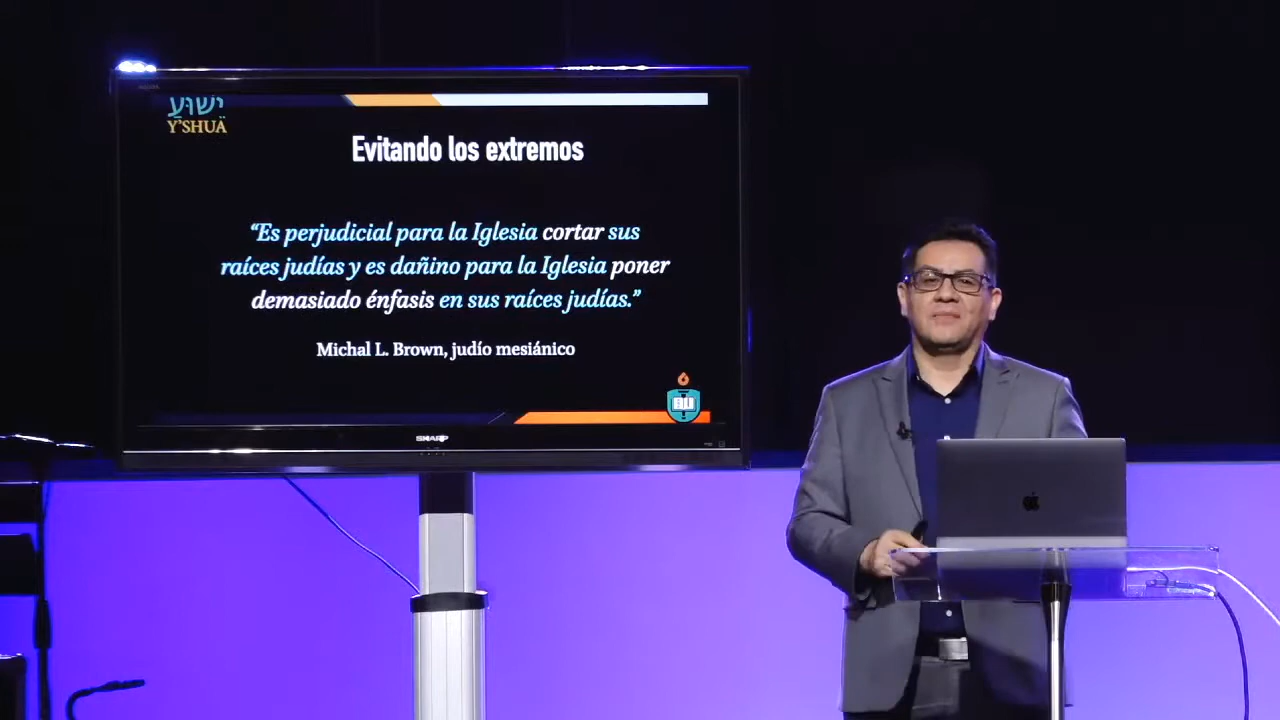 יֵשׁוּעַ
Y'SHUA
Evitando los extremos
“Es perjudicial para la Iglesia cortar sus
raíces judías y es dañino para la Iglesia poner
demasiado énfasis en sus raíces judías.”
Michal L. Brown, judío mesiánico
SHARP